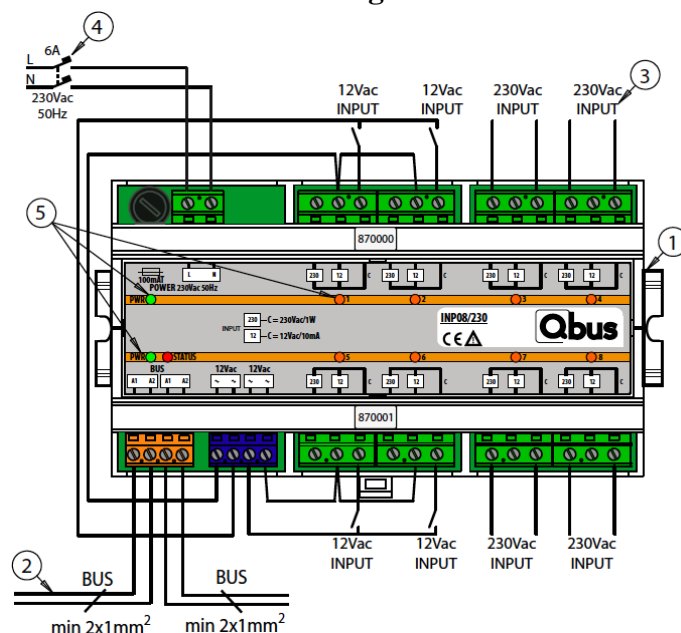 4
6A
L
N
230Vac
50Hz
12Vac
INPUT
12Vac
INPUT
230Vac
INPUT
230Vac
INPUT
3
5
870000
1
100mAT
L N
POWER 230Vac 50Hz
230 12 C
230 12 C
230 12 C
230 12 C
PWR 1 2 3 4
INPUT
230 C = 230Vac/1W
12 C = 12Vac/10mA
INP08/230
CE
Qbus
PWR STATUS 5 6 7 8
BUS 12Vac 12Vac
A1 A2 A1 A2 ~ ~ ~ ~
230 12 C
230 12 C
230 12 C
230 12 C
870001
12Vac
INPUT
12Vac
INPUT
230Vac
INPUT
230Vac
INPUT
2
BUS
min 2x1mm²
BUS
min 2x1mm²